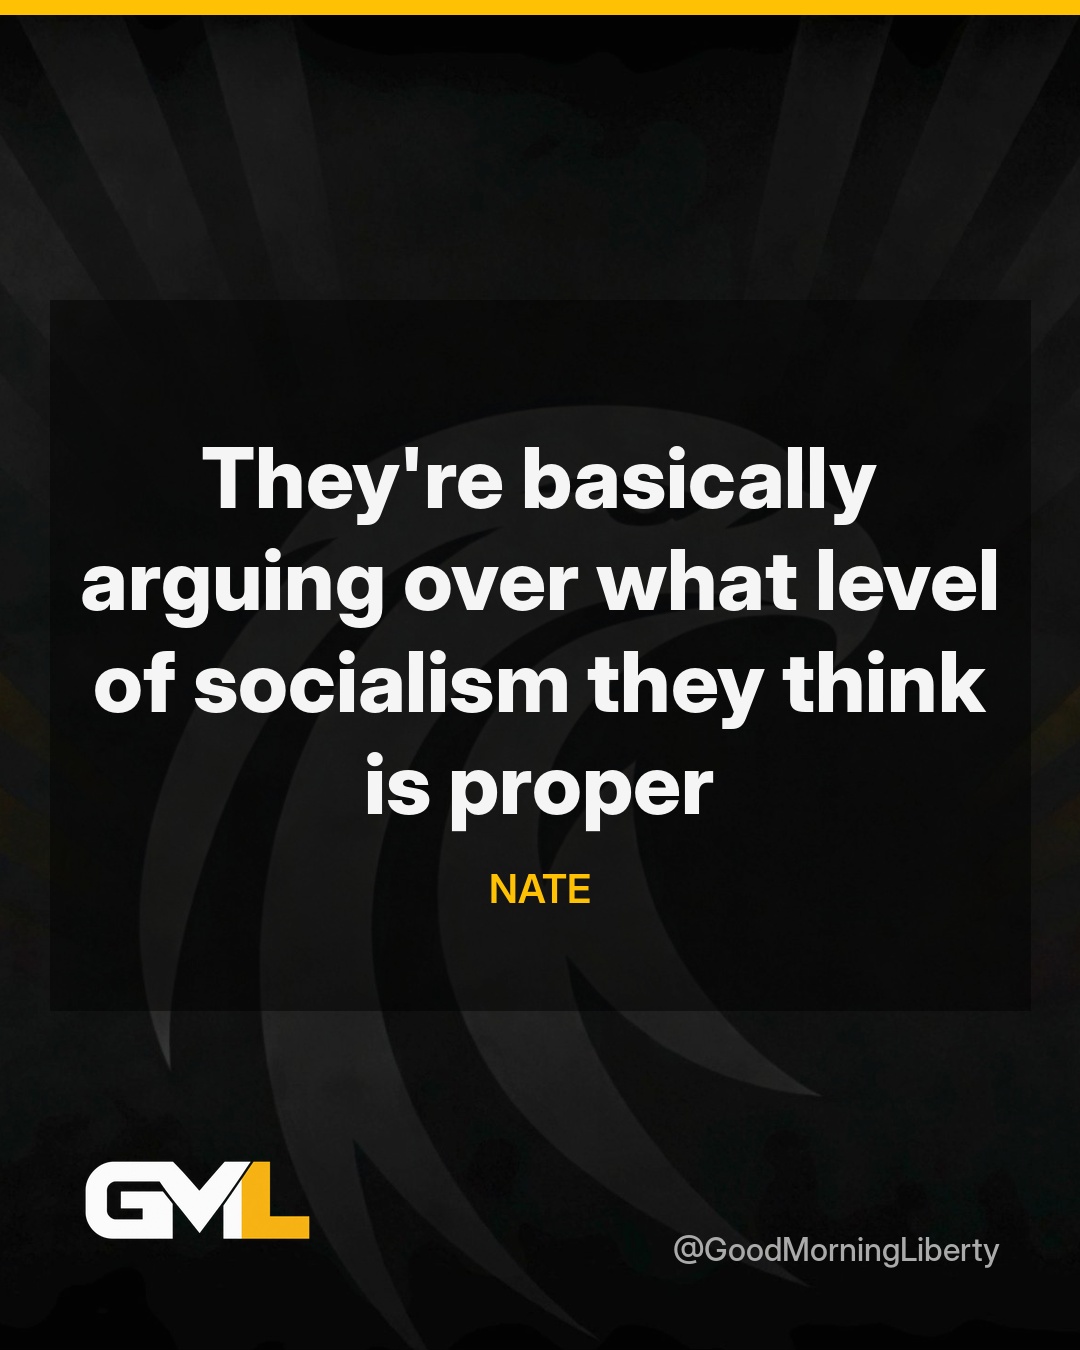 They're basically
arguing over what level
of socialism they think
is proper
NATE
GML
@GoodMorningLiberty